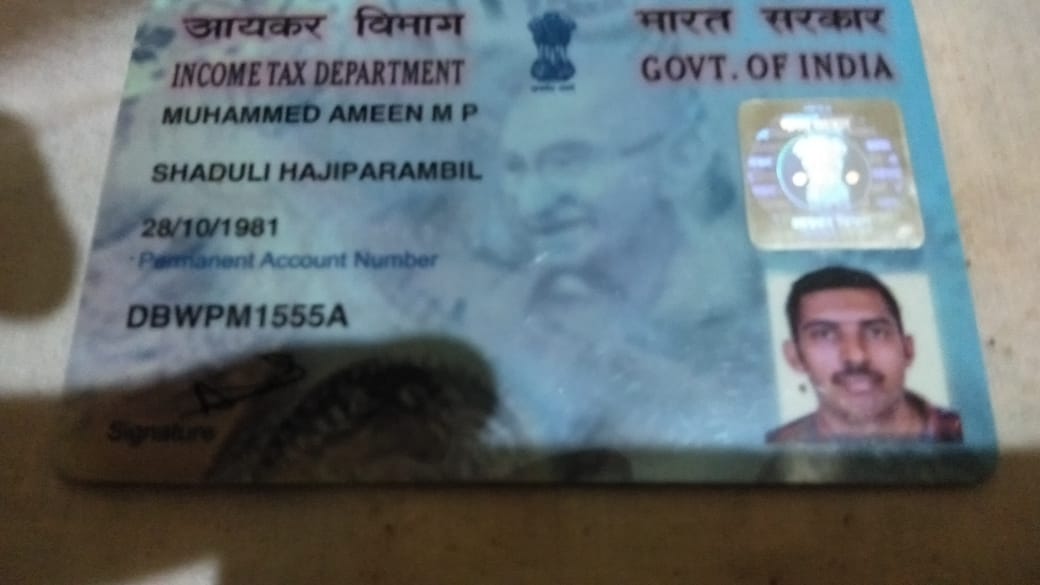 आयकर विभाग
भारत सरकार
INCOME TAX DEPARTMENT
GOVT. OF INDIA
MUHAMMED AMEEN M P
SHADULI HAJIPARAMBIL
28/10/1981
Permanent Account Number
DBWPM1555A
Signature